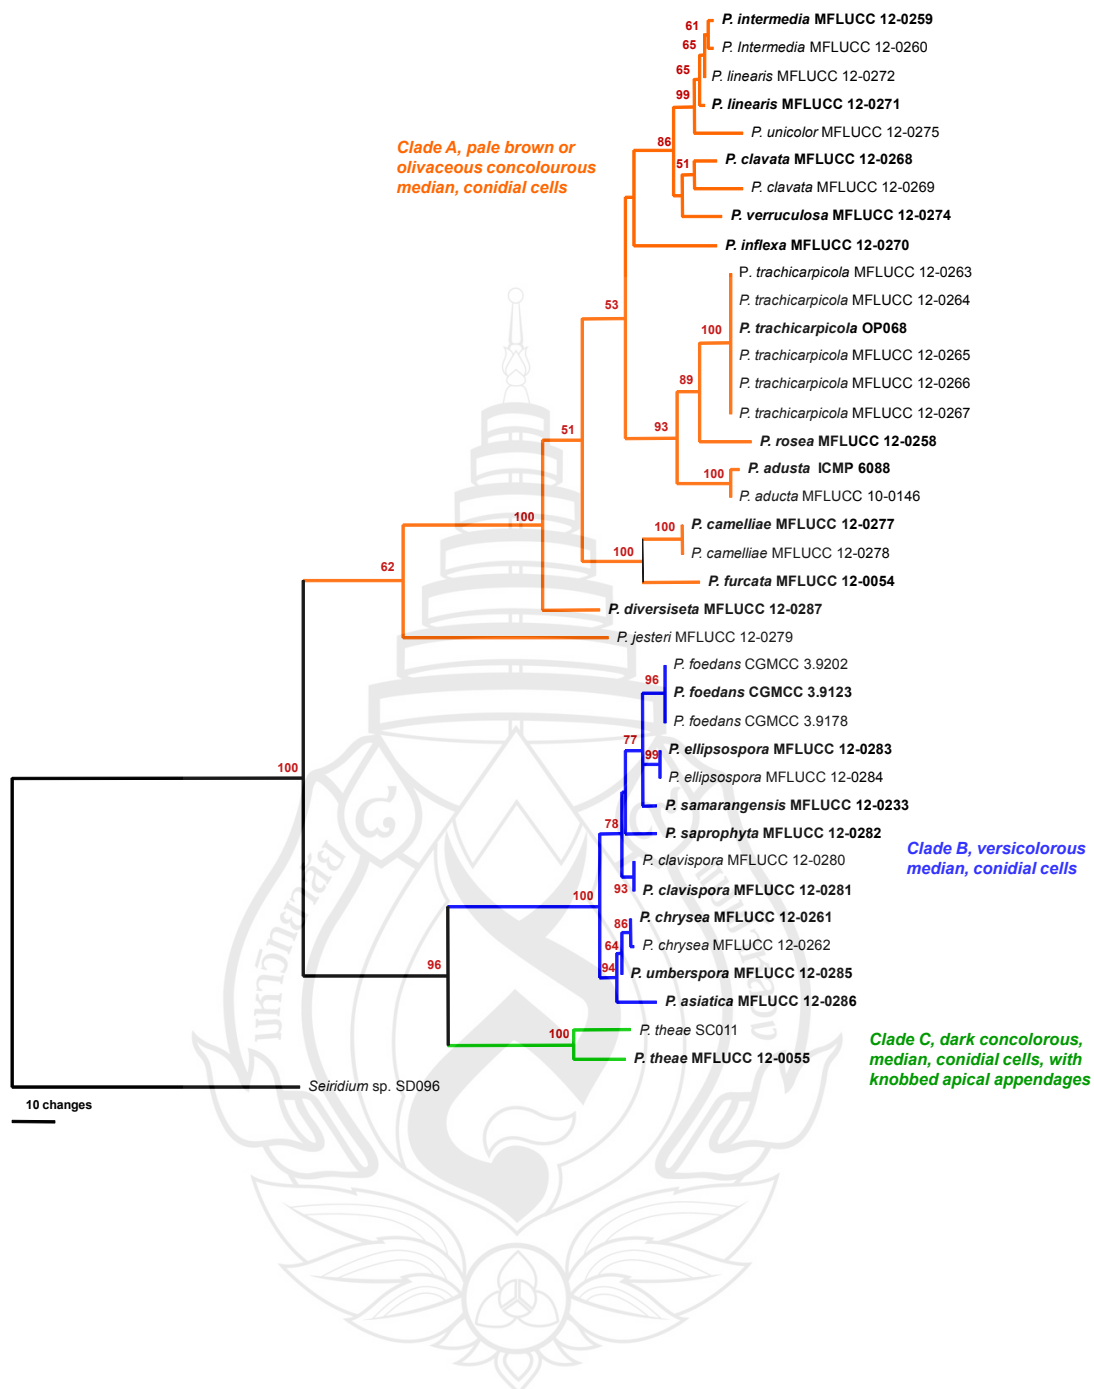 61
P. intermedia MFLUCC 12-0259
65
P. Intermedia MFLUCC 12-0260
65
P. linearis MFLUCC 12-0272
99
P. linearis MFLUCC 12-0271
P. unicolor MFLUCC 12-0275
86
Clade A, pale brown or
olivaceous concolourous
median, conidial cells
51
P. clavata MFLUCC 12-0268
P. clavata MFLUCC 12-0269
P. verruculosa MFLUCC 12-0274
P. inflexa MFLUCC 12-0270
P. trachicarpicola MFLUCC 12-0263
P. trachicarpicola MFLUCC 12-0264
53
100
P. trachicarpicola OP068
P. trachicarpicola MFLUCC 12-0265
89
P. trachicarpicola MFLUCC 12-0266
P. trachicarpicola MFLUCC 12-0267
51
93
P. rosea MFLUCC 12-0258
100
P. adusta ICMP 6088
P. aducta MFLUCC 10-0146
100
100
P. camelliae MFLUCC 12-0277
100
P. camelliae MFLUCC 12-0278
62
P. furcata MFLUCC 12-0054
P. diversiseta MFLUCC 12-0287
P. jesteri MFLUCC 12-0279
P. foedans CGMCC 3.9202
96
P. foedans CGMCC 3.9123
P. foedans CGMCC 3.9178
77
99
P. ellipsospora MFLUCC 12-0283
100
P. ellipsospora MFLUCC 12-0284
P. samarangensis MFLUCC 12-0233
78
P. saprophyta MFLUCC 12-0282
Clade B, versicolorous
median, conidial cells
P. clavispora MFLUCC 12-0280
93
P. clavispora MFLUCC 12-0281
100
86
P. chrysea MFLUCC 12-0261
64
P. chrysea MFLUCC 12-0262
96
94
P. umberspora MFLUCC 12-0285
P. asiatica MFLUCC 12-0286
100
P. theae SC011
P. theae MFLUCC 12-0055
Clade C, dark concolorous,
median, conidial cells, with
knobbed apical appendages
Seiridium sp. SD096
10 changes
มหาวิทยาลัย